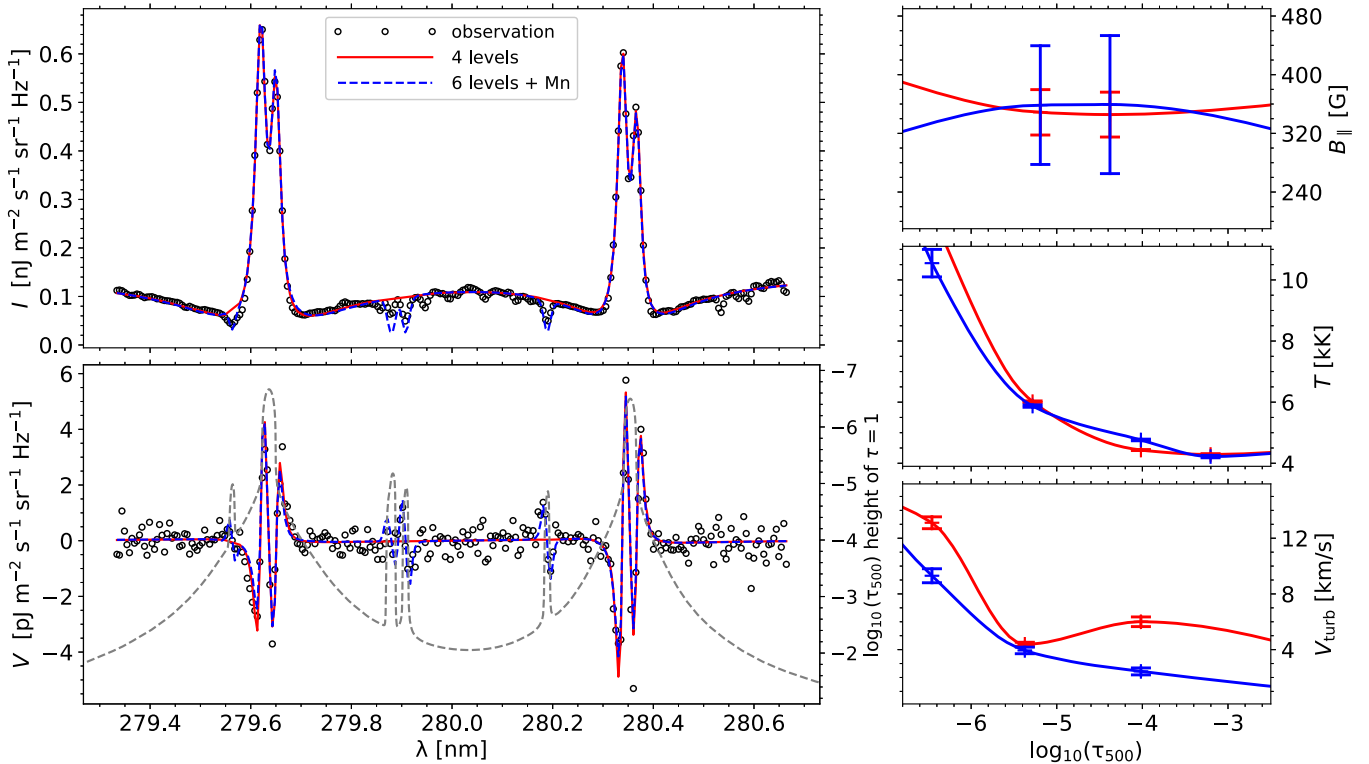 observation
4 levels
6 levels + Mn
I [nJ m⁻² s⁻¹ sr⁻¹ Hz⁻¹]
0.6
0.5
0.4
0.3
0.2
0.1
0.0
V [pJ m⁻² s⁻¹ sr⁻¹ Hz⁻¹]
6
4
2
0
−2
−4
−7
−6
−5
−4
−3
−2
log₁₀(τ₅₀₀) height of τ = 1
279.4 279.6 279.8 280.0 280.2 280.4 280.6
λ [nm]
480
400
320
240
B∥ [G]
10
8
6
4
T [kK]
12
8
4
Vturb [km/s]
−6 −5 −4 −3
log₁₀(τ₅₀₀)